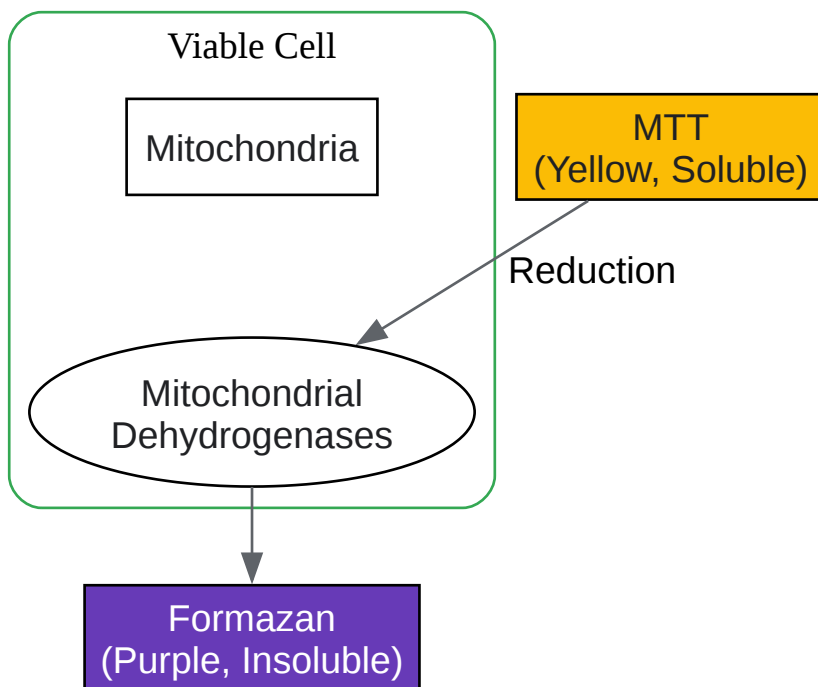 Viable Cell
Mitochondria
MTT
(Yellow, Soluble)
Reduction
Mitochondrial
Dehydrogenases
Formazan
(Purple, Insoluble)